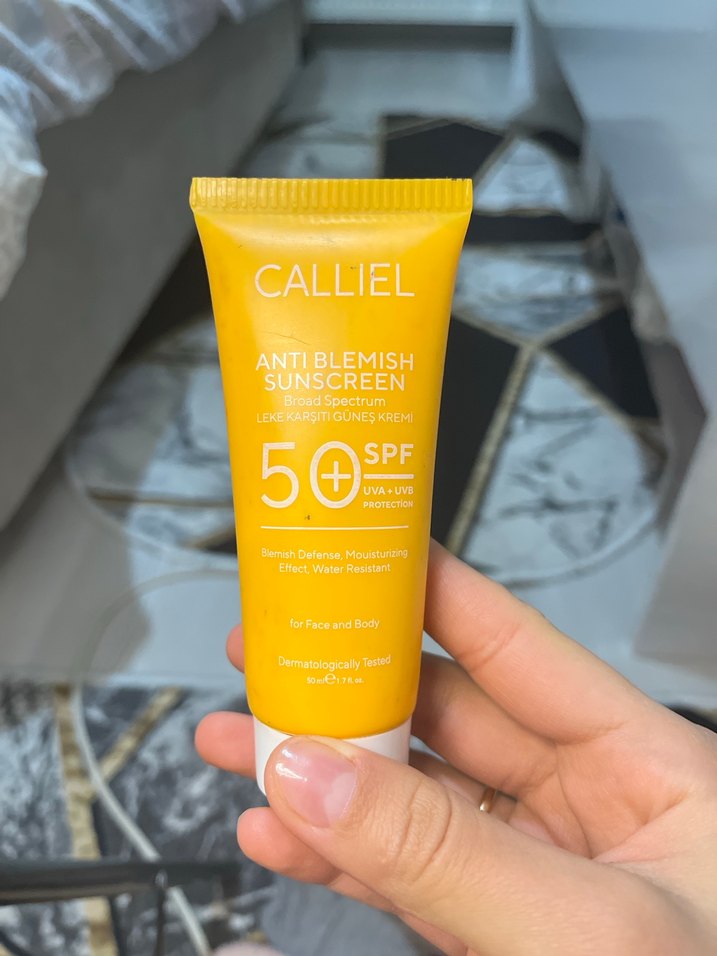 CALLIEL
ANTI BLEMISH
SUNSCREEN
Broad Spectrum
LEKE KARŞITI GÜNEŞ KREMİ
50+ SPF
UVA + UVB
PROTECTION
Blemish Defense, Mouisturizing
Effect, Water Resistant
for Face and Body
Dermatologically Tested
50 ml℮1.7 fl. oz.